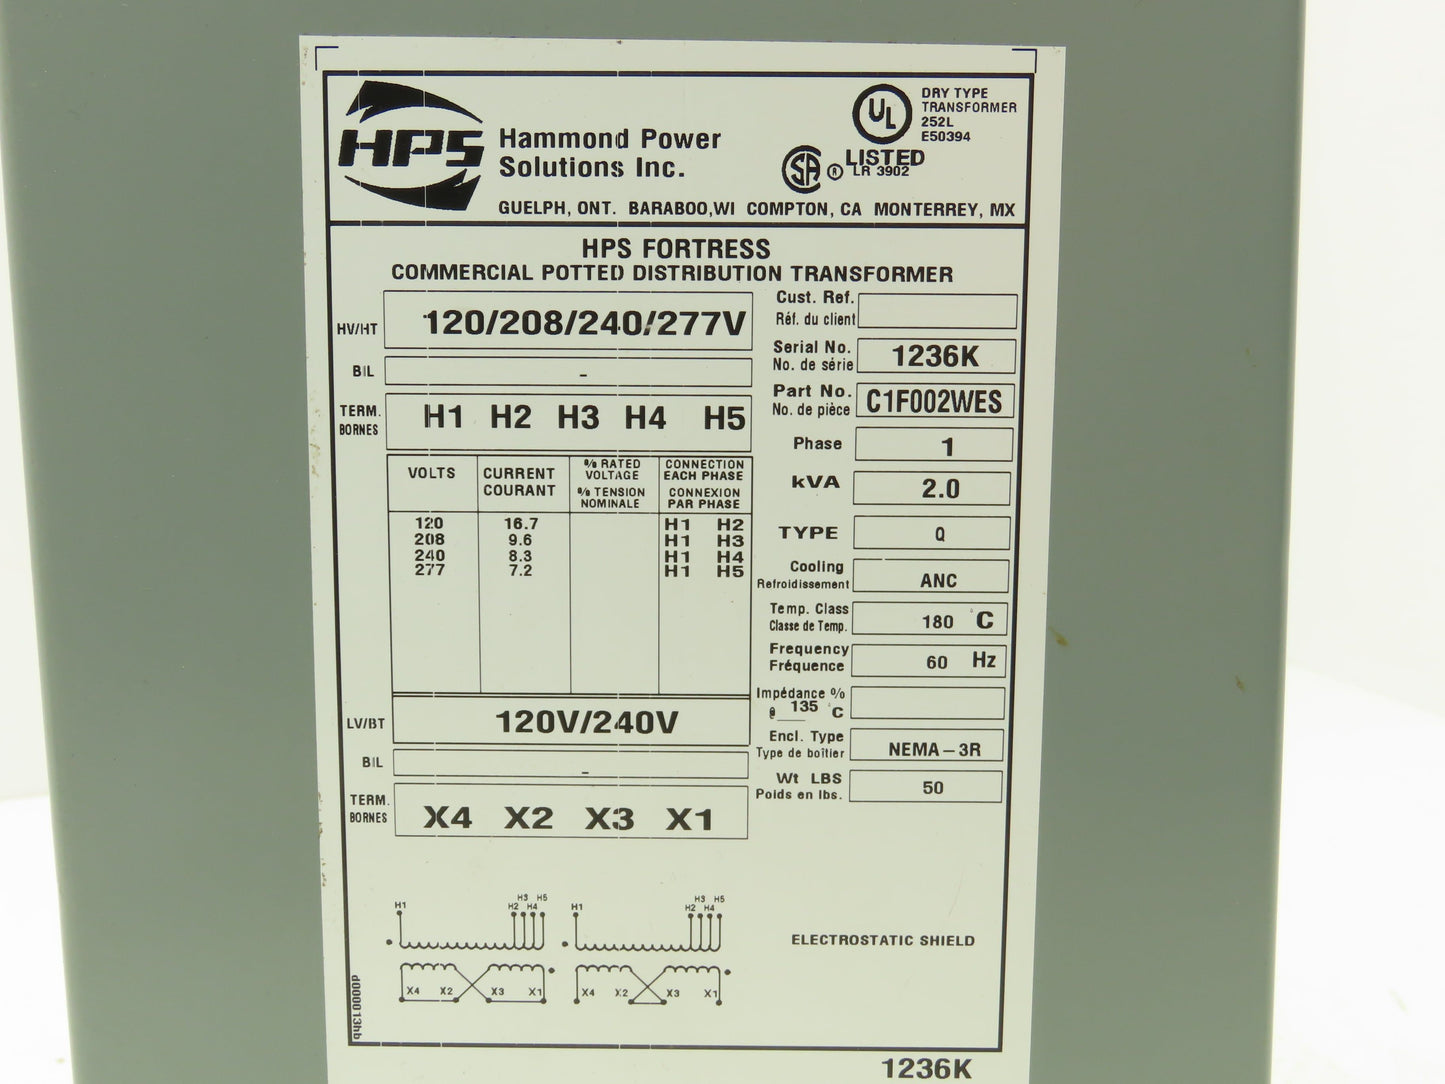 HPS
Hammond Power
Solutions Inc.
UL
DRY TYPE
TRANSFORMER
252L
E50394
LISTED
SA ® LR 3902
GUELPH, ONT. BARABOO,WI COMPTON, CA MONTERREY, MX
HPS FORTRESS
COMMERCIAL POTTED DISTRIBUTION TRANSFORMER
HV/HT 120/208/240/277V
BIL -
TERM.
BORNES
H1 H2 H3 H4 H5
VOLTS
CURRENT
COURANT
% RATED
VOLTAGE
% TENSION
NOMINALE
CONNECTION
EACH PHASE
CONNEXION
PAR PHASE
120 16.7 H1 H2
208 9.6 H1 H3
240 8.3 H1 H4
277 7.2 H1 H5
LV/BT 120V/240V
BIL -
TERM.
BORNES
X4 X2 X3 X1
Cust. Ref.
Réf. du client
Serial No.
No. de série
1236K
Part No.
No. de pièce
C1F002WES
Phase 1
kVA 2.0
TYPE Q
Cooling
Refroidissement
ANC
Temp. Class
Classe de Temp.
180 °C
Frequency
Fréquence
60 Hz
Impédance %
@ 135 °C
Encl. Type
Type de boîtier
NEMA-3R
Wt LBS
Poids en lbs.
50
H1 H2 H3 H4 H5
X4 X2 X3 X1
H1 H2 H3 H4 H5
X4 X2 X3 X1
ELECTROSTATIC SHIELD
d000013hb
1236K